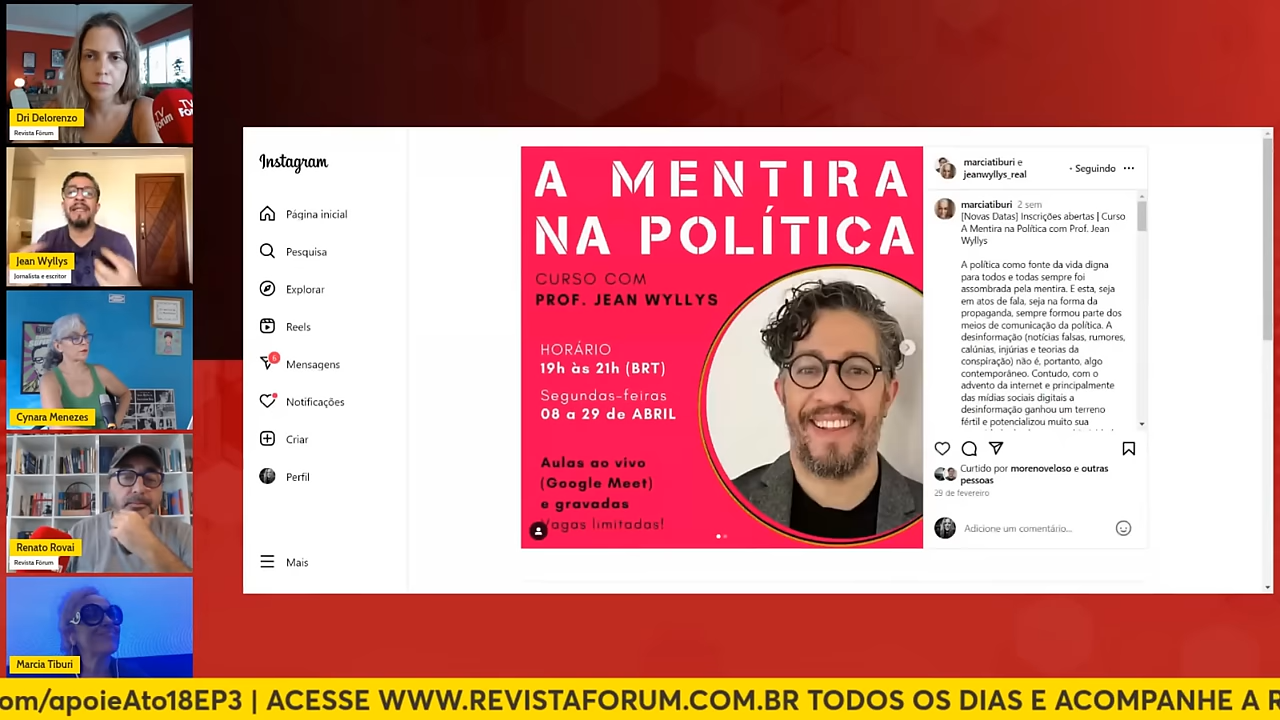 TV
FÓRUM
Dri Delorenzo
Revista Fórum
Jean Wyllys
Jornalista e escritor
Cynara Menezes
Renato Rovai
Revista Fórum
Marcia Tiburi
Instagram
Página inicial
Pesquisa
Explorar
Reels
6
Mensagens
Notificações
Criar
Perfil
Mais
A MENTIRA
NA POLÍTICA
CURSO COM
PROF. JEAN WYLLYS
HORÁRIO
19h às 21h (BRT)
Segundas-feiras
08 a 29 de ABRIL
Aulas ao vivo
(Google Meet)
e gravadas
Vagas limitadas!
marciatiburi e
jeanwyllys_real
• Seguindo
marciatiburi 2 sem
[Novas Datas] Inscrições abertas | Curso
A Mentira na Política com Prof. Jean
Wyllys
A política como fonte da vida digna
para todos e todas sempre foi
assombrada pela mentira. E esta, seja
em atos de fala, seja na forma da
propaganda, sempre formou parte dos
meios de comunicação da política. A
desinformação (notícias falsas, rumores,
calúnias, injúrias e teorias da
conspiração) não é, portanto, algo
contemporâneo. Contudo, com o
advento da internet e principalmente
das mídias sociais digitais a
desinformação ganhou um terreno
fértil e potencializou muito sua
Curtido por morenoveloso e outras
pessoas
29 de fevereiro
Adicione um comentário...
om/apoieAto18EP3 | ACESSE WWW.REVISTAFORUM.COM.BR TODOS OS DIAS E ACOMPANHE A R